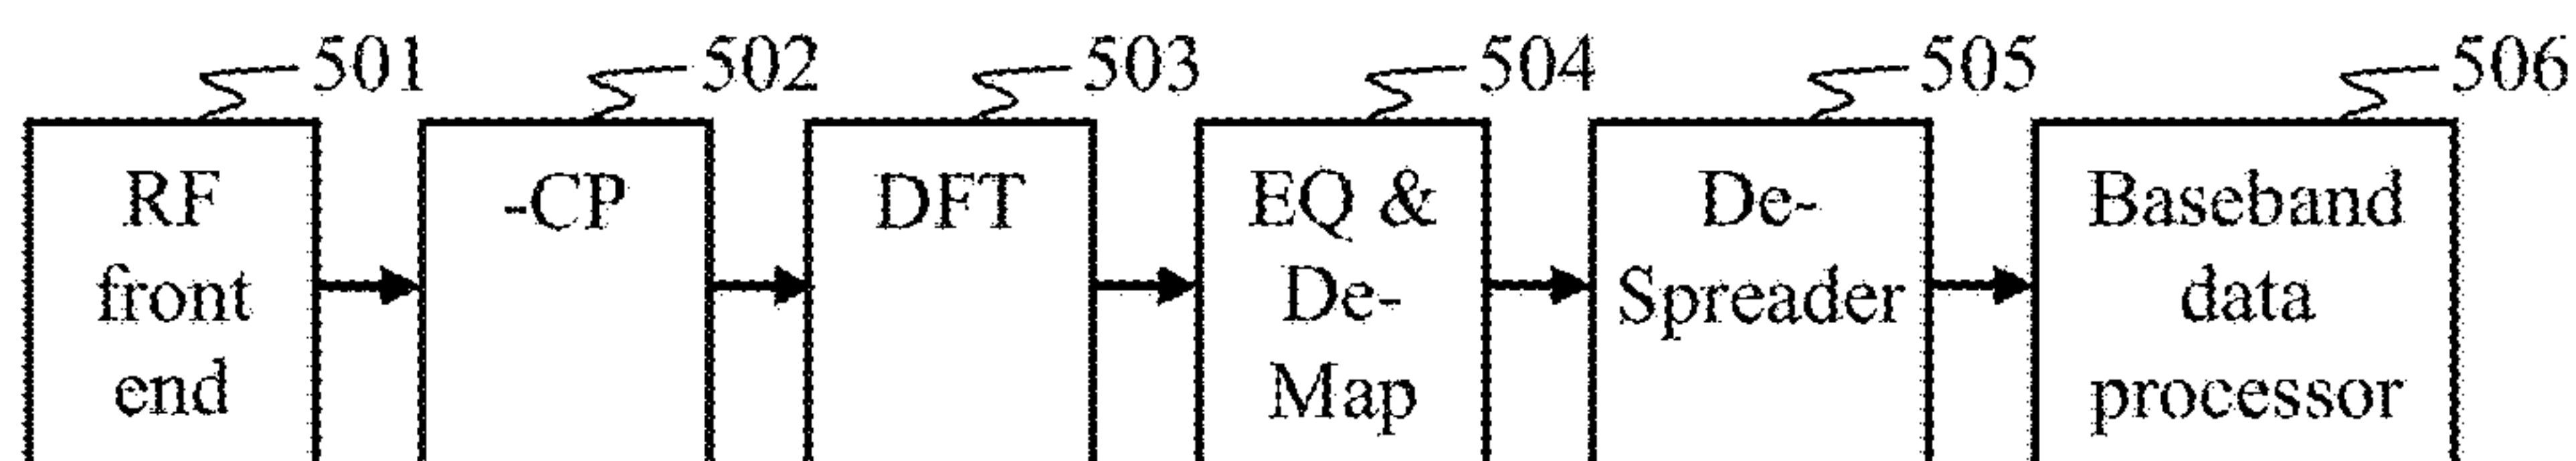 501 502 503 504 505 506
RF
front
end
-CP
DFT
EQ &
De-
Map
De-
Spreader
Baseband
data
processor